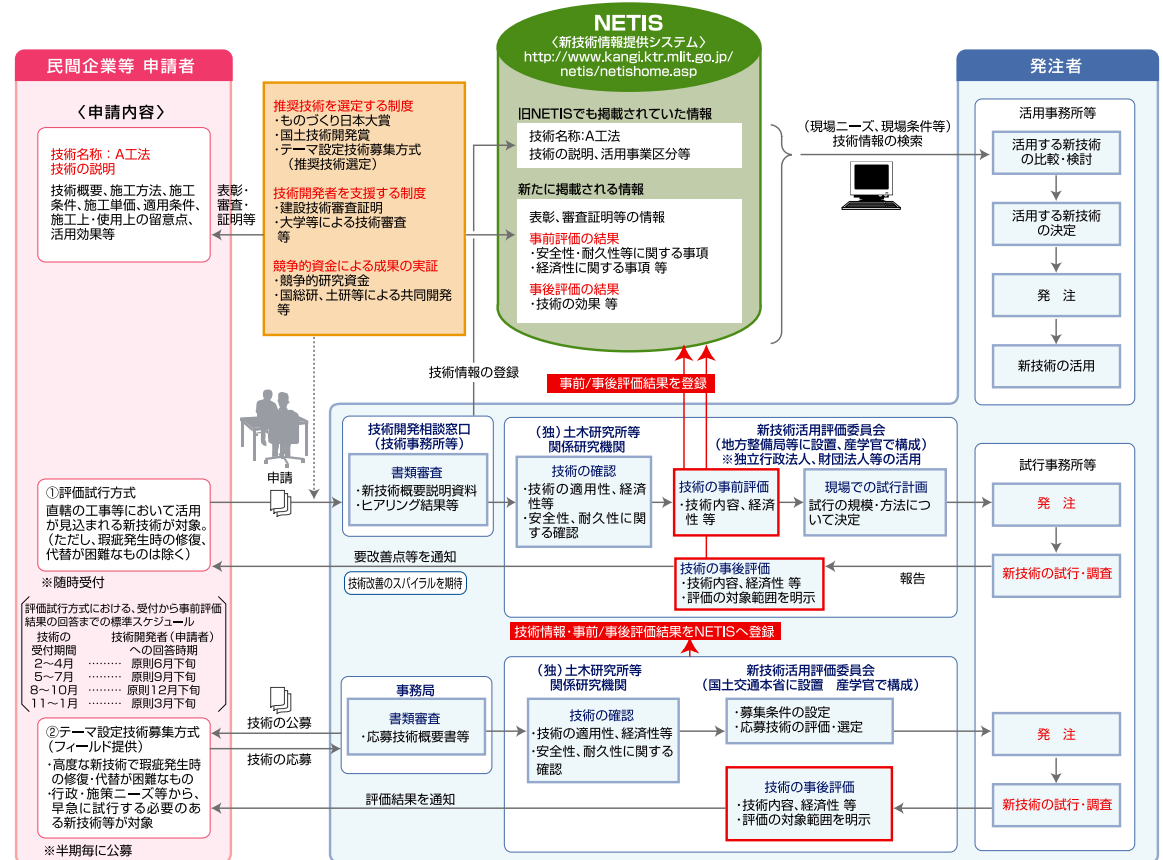 NETIS
〈新技術情報提供システム〉
http://www.kangi.ktr.mlit.go.jp/
netis/netishome.asp
民間企業等 申請者
〈申請内容〉
技術名称：A工法
技術の説明
技術概要、施工方法、施工
条件、施工単価、適用条件、
施工上・使用上の留意点、
活用効果等
表彰・
審査・
証明等
推奨技術を選定する制度
・ものづくり日本大賞
・国土技術開発賞
・テーマ設定技術募集方式
（推奨技術選定）
技術開発者を支援する制度
・建設技術審査証明
・大学等による技術審査
等
競争的資金による成果の実証
・競争的研究資金
・国総研、土研等による共同開発
等
旧NETISでも掲載されていた情報
技術名称：A工法
技術の説明、活用事業区分等
新たに掲載される情報
表彰、審査証明等の情報
事前評価の結果
・安全性・耐久性等に関する事項
・経済性に関する事項 等
事後評価の結果
・技術の効果 等
（現場ニーズ、現場条件等）
技術情報の検索
発注者
活用事務所等
活用する新技術
の比較・検討
活用する新技術
の決定
発 注
新技術の活用
技術情報の登録
事前/事後評価結果を登録
申請
技術開発相談窓口
（技術事務所等）
書類審査
・新技術概要説明資料
・ヒアリング結果等
（独）土木研究所等
関係研究機関
技術の確認
・技術の適用性、経済
性等
・安全性、耐久性に関
する確認
新技術活用評価委員会
（地方整備局等に設置、産学官で構成）
※独立行政法人、財団法人等の活用
技術の事前評価
・技術内容、経済
性 等
現場での試行計画
試行の規模・方法につ
いて決定
試行事務所等
発 注
新技術の試行・調査
①評価試行方式
直轄の工事等において活用
が見込まれる新技術が対象。
（ただし、瑕疵発生時の修復、
代替が困難なものは除く）
※随時受付
要改善点等を通知
技術改善のスパイラルを期待
技術の事後評価
・技術内容、経済性 等
・評価の対象範囲を明示
報告
評価試行方式における、受付から事前評価
結果の回答までの標準スケジュール
技術の 技術開発者（申請者）
受付期間 への回答時期
2〜4月 ……… 原則6月下旬
5〜7月 ……… 原則9月下旬
8〜10月 ……… 原則12月下旬
11〜1月 ……… 原則3月下旬
技術情報・事前/事後評価結果をNETISへ登録
技術の公募
技術の応募
事務局
書類審査
・応募技術概要書等
（独）土木研究所等
関係研究機関
技術の確認
・技術の適用性、経済性等
・安全性、耐久性に関する
確認
新技術活用評価委員会
（国土交通本省に設置 産学官で構成）
・募集条件の設定
・応募技術の評価・選定
発 注
新技術の試行・調査
技術の事後評価
・技術内容、経済性 等
・評価の対象範囲を明示
評価結果を通知
②テーマ設定技術募集方式
（フィールド提供）
・高度な新技術で瑕疵発生時
の修復・代替が困難なもの
・行政・施策ニーズ等から、
早急に試行する必要のあ
る新技術等が対象
※半期毎に公募